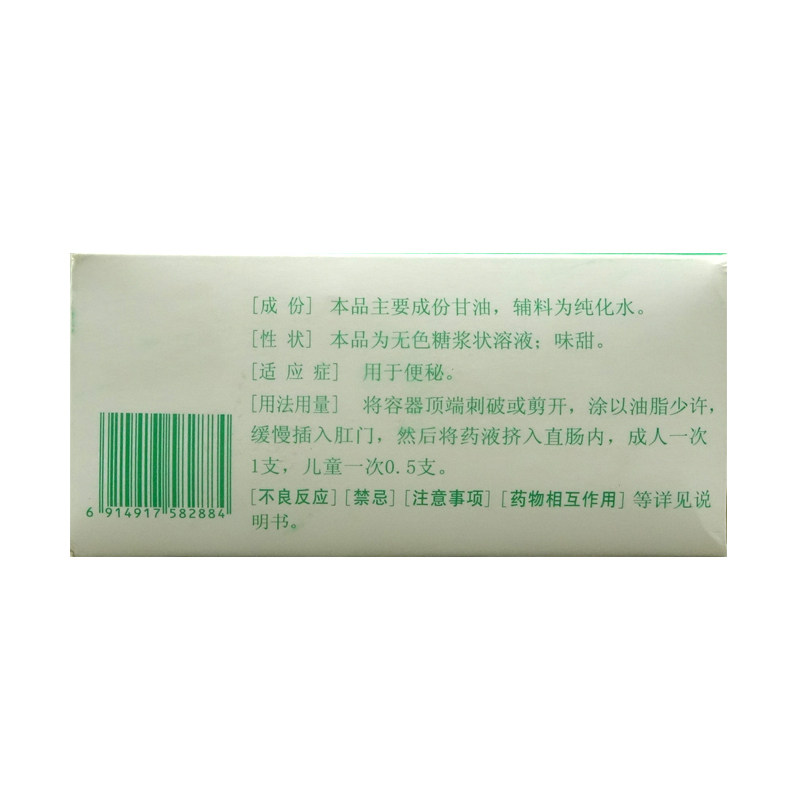 [成 份] 本品主要成份甘油，辅料为纯化水。
[性 状] 本品为无色糖浆状溶液；味甜。
[适 应 症] 用于便秘。
[用法用量] 将容器顶端刺破或剪开，涂以油脂少许，
缓慢插入肛门，然后将药液挤入直肠内，成人一次
1支，儿童一次0.5支。
[不良反应] [禁忌] [注意事项] [药物相互作用] 等详见说
明书。
6 914917 582884